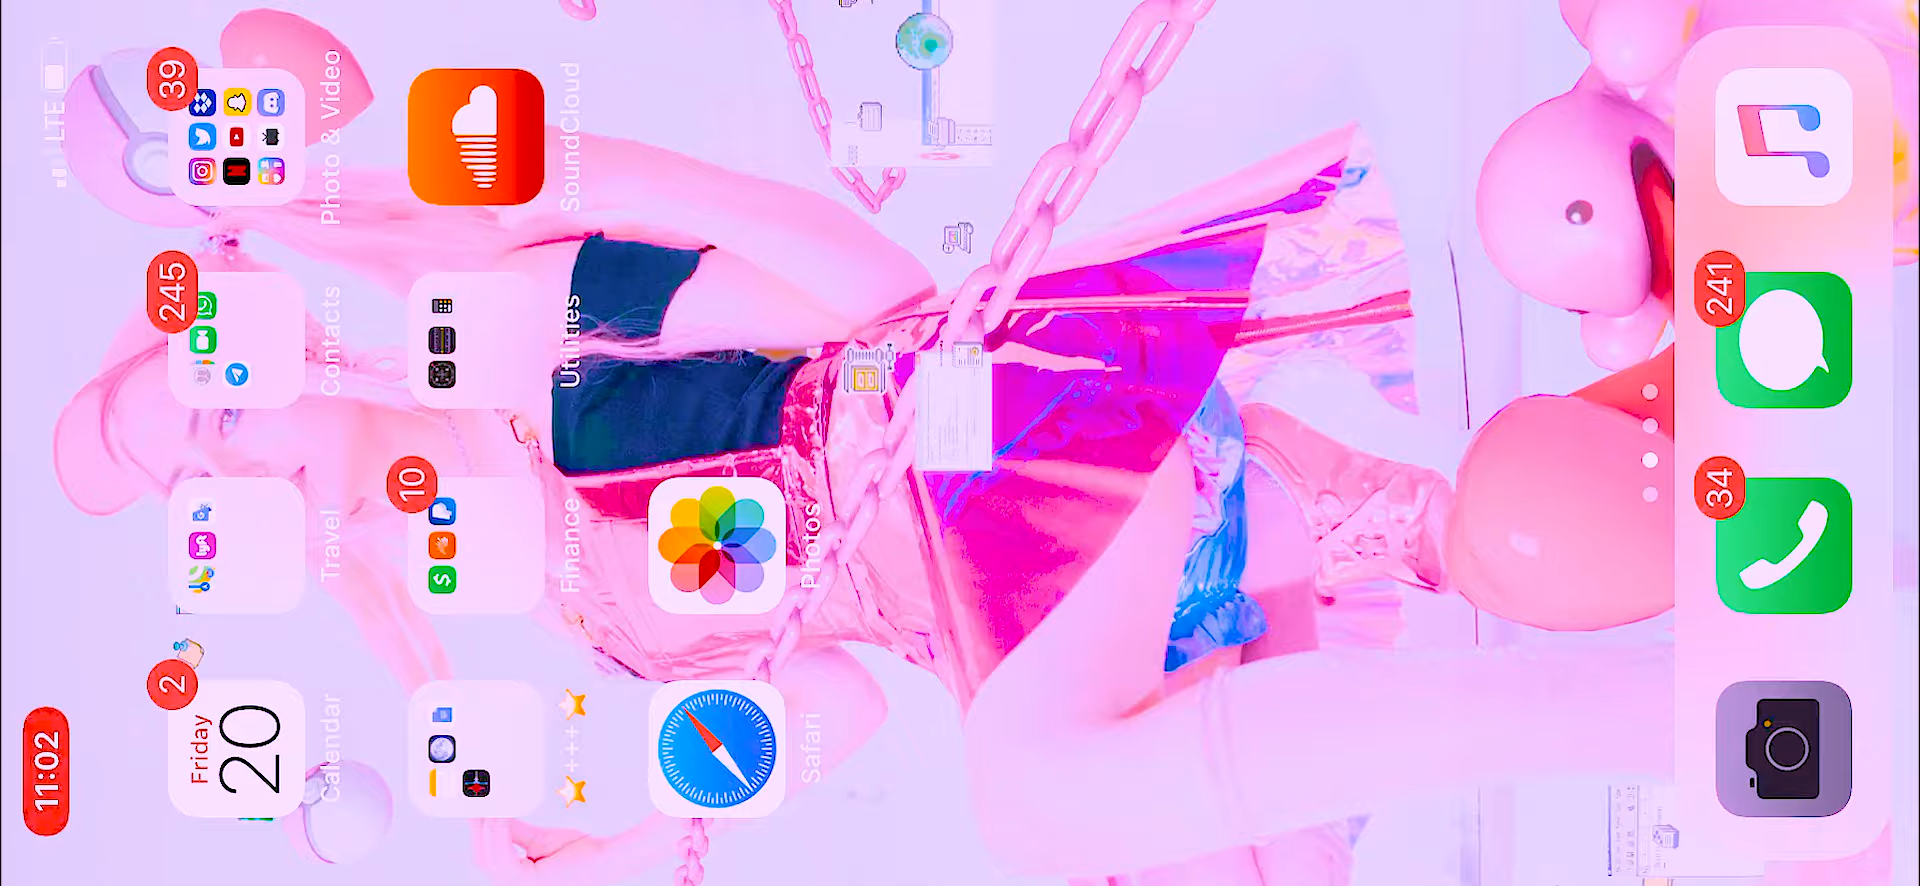 11:02
LTE
2
Friday
20
Calendar
Travel
245
Contacts
39
Photo & Video
⭐+++⭐
10
Finance
Utilities
SoundCloud
Safari
Photos
34
241